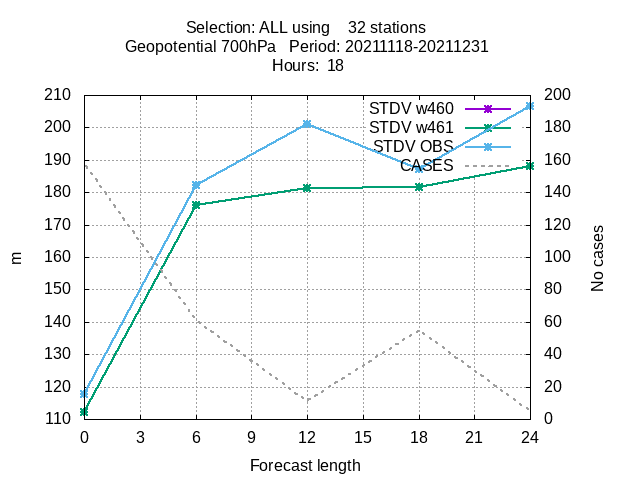 Selection: ALL using    32 stations
Geopotential 700hPa   Period: 20211118-20211231
Hours:  18
STDV w460
STDV w461
STDV OBS
CASES
210
200
190
180
170
160
150
140
130
120
110
200
180
160
140
120
100
80
60
40
20
0
m
No cases
0 3 6 9 12 15 18 21 24
Forecast length